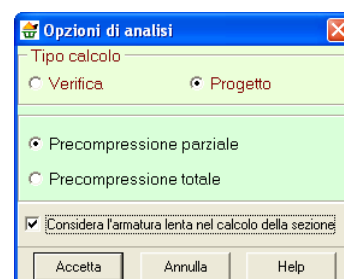 Opzioni di analisi
Tipo calcolo
Verifica Progetto
Precompressione parziale
Precompressione totale
Considera l'armatura lenta nel calcolo della sezione
Accetta Annulla Help